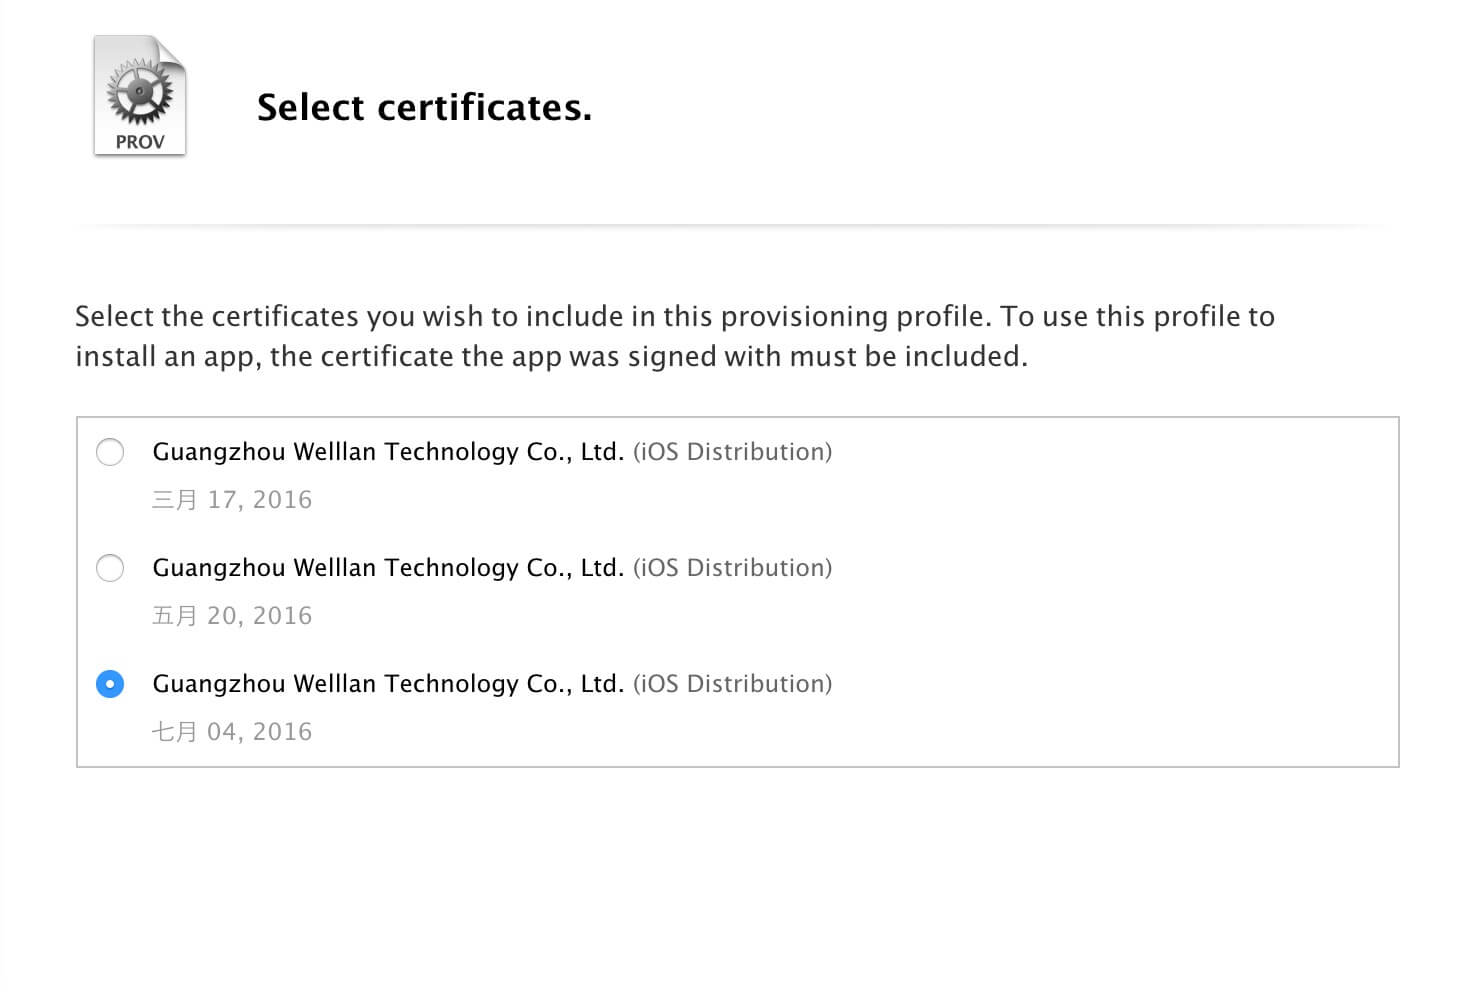 PROV
Select certificates.
Select the certificates you wish to include in this provisioning profile. To use this profile to
install an app, the certificate the app was signed with must be included.
Guangzhou Welllan Technology Co., Ltd. (iOS Distribution)
三月 17, 2016
Guangzhou Welllan Technology Co., Ltd. (iOS Distribution)
五月 20, 2016
Guangzhou Welllan Technology Co., Ltd. (iOS Distribution)
七月 04, 2016